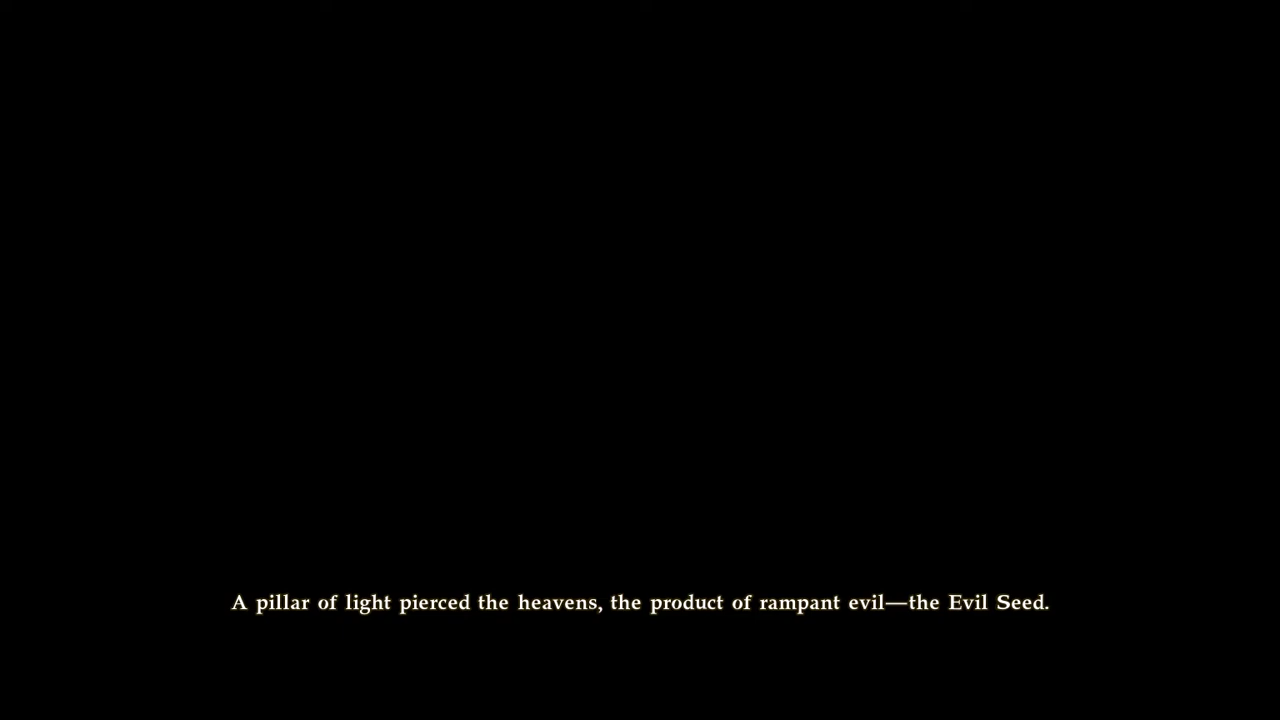 A pillar of light pierced the heavens, the product of rampant evil—the Evil Seed.